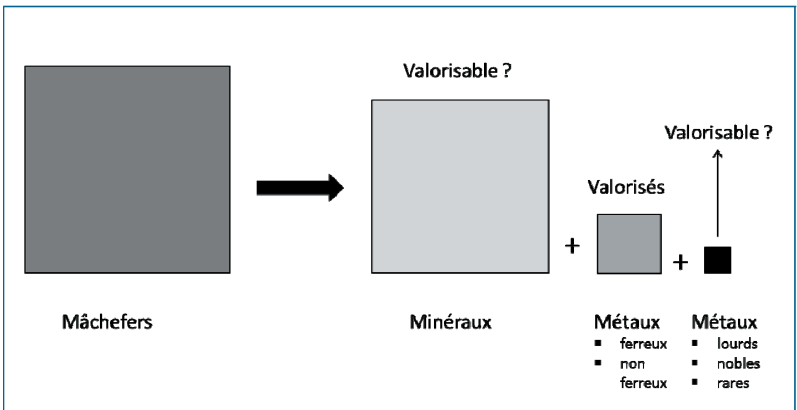 Valorisable ?
Valorisable ?
Valorisés
+
+
Mâchefers
Minéraux
Métaux
▪ ferreux
▪ non
ferreux
Métaux
▪ lourds
▪ nobles
▪ rares